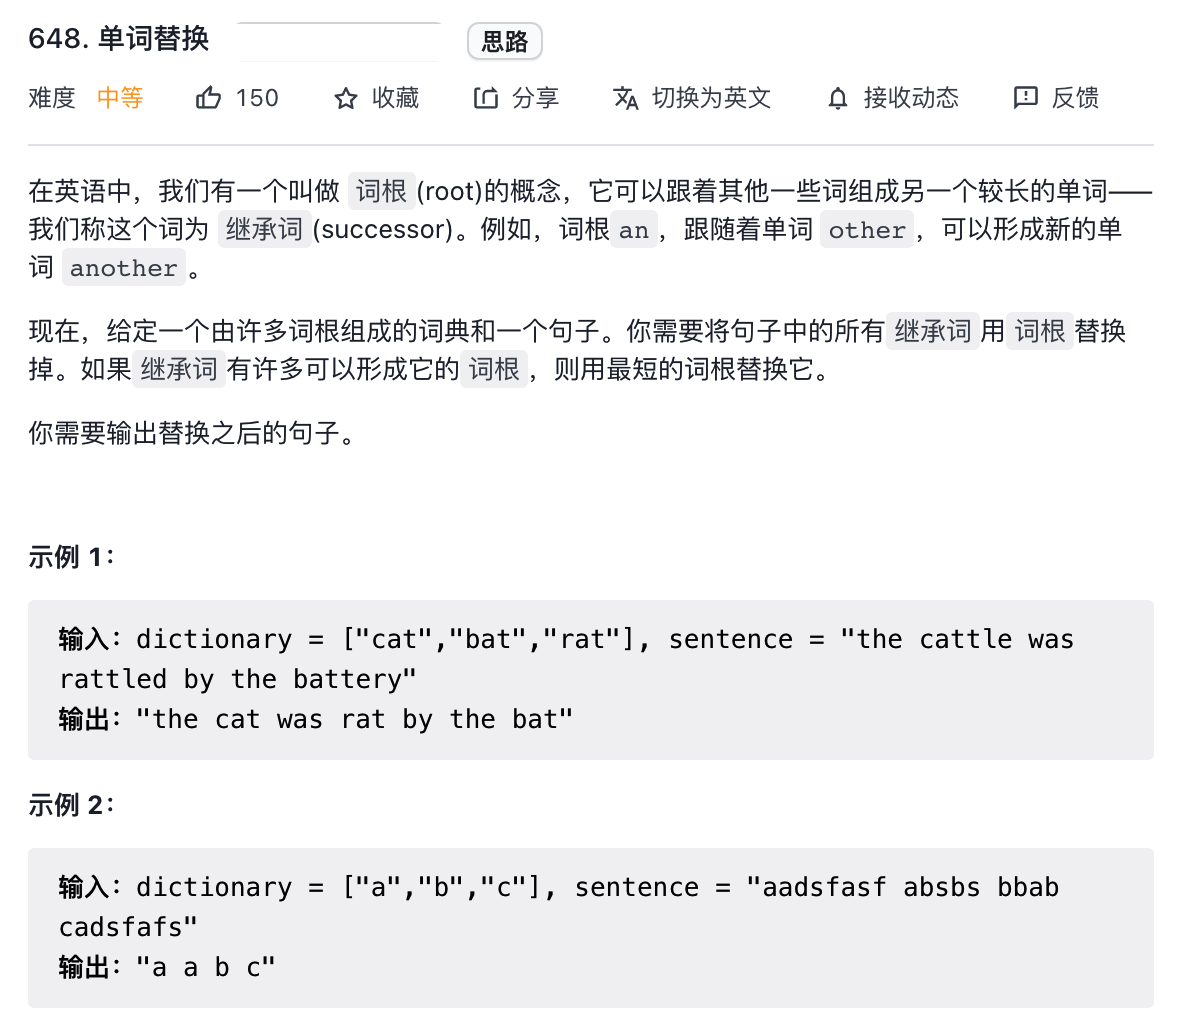 648. 单词替换 思路
难度 中等 150 收藏 分享 切换为英文 接收动态 反馈
在英语中，我们有一个叫做 词根 (root)的概念，它可以跟着其他一些词组成另一个较长的单词——
我们称这个词为 继承词 (successor)。例如，词根 an ，跟随着单词 other ，可以形成新的单
词 another 。
现在，给定一个由许多词根组成的词典和一个句子。你需要将句子中的所有 继承词 用 词根 替换
掉。如果 继承词 有许多可以形成它的 词根 ，则用最短的词根替换它。
你需要输出替换之后的句子。
示例 1：
输入：dictionary = ["cat","bat","rat"], sentence = "the cattle was
rattled by the battery"
输出："the cat was rat by the bat"
示例 2：
输入：dictionary = ["a","b","c"], sentence = "aadsfasf absbs bbab
cadsfafs"
输出："a a b c"